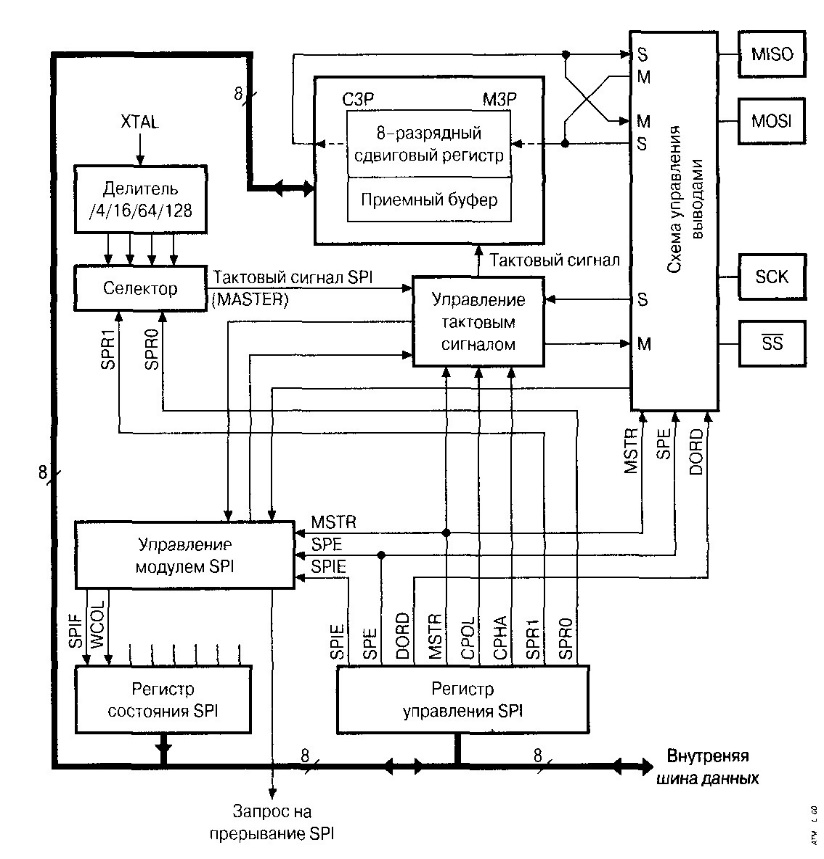 S
MISO
M
8
СЗР
МЗР
8-разрядный
сдвиговый регистр
XTAL
M
MOSI
S
Делитель
/4/16/64/128
Приемный буфер
Схема управления
выводами
Тактовый сигнал
Селектор
Тактовый сигнал SPI
(MASTER)
Управление
тактовым
сигналом
S
SCK
M
SS
SPR1
SPR0
MSTR
SPE
DORD
8
Управление
модулем SPI
MSTR
SPE
SPIE
SPIF
WCOL
SPIE
SPE
DORD
MSTR
CPOL
CPHA
SPR1
SPR0
Регистр
состояния SPI
Регистр
управления SPI
8
8
Внутреняя
шина данных
Запрос на
прерывание SPI